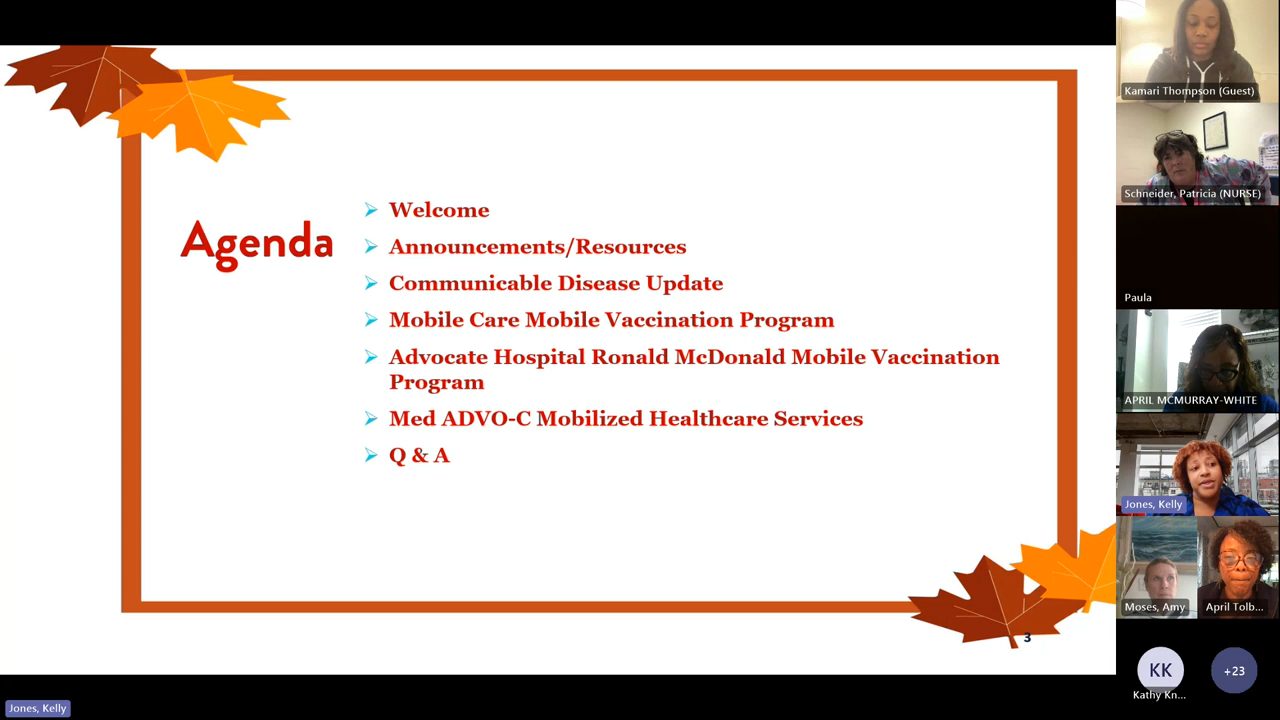 Agenda
Welcome
Announcements/Resources
Communicable Disease Update
Mobile Care Mobile Vaccination Program
Advocate Hospital Ronald McDonald Mobile Vaccination
Program
Med ADVO-C Mobilized Healthcare Services
Q & A
3
Jones, Kelly
Kamari Thompson (Guest)
Schneider, Patricia (NURSE)
Paula
APRIL MCMURRAY-WHITE
Jones, Kelly
Moses, Amy
April Tolb...
KK
Kathy Kn...
+23